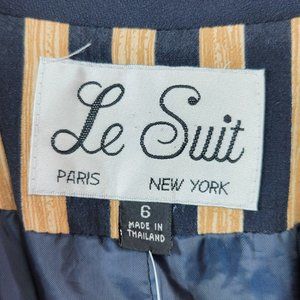 Le Suit
PARIS NEW YORK
6
MADE IN
THAILAND